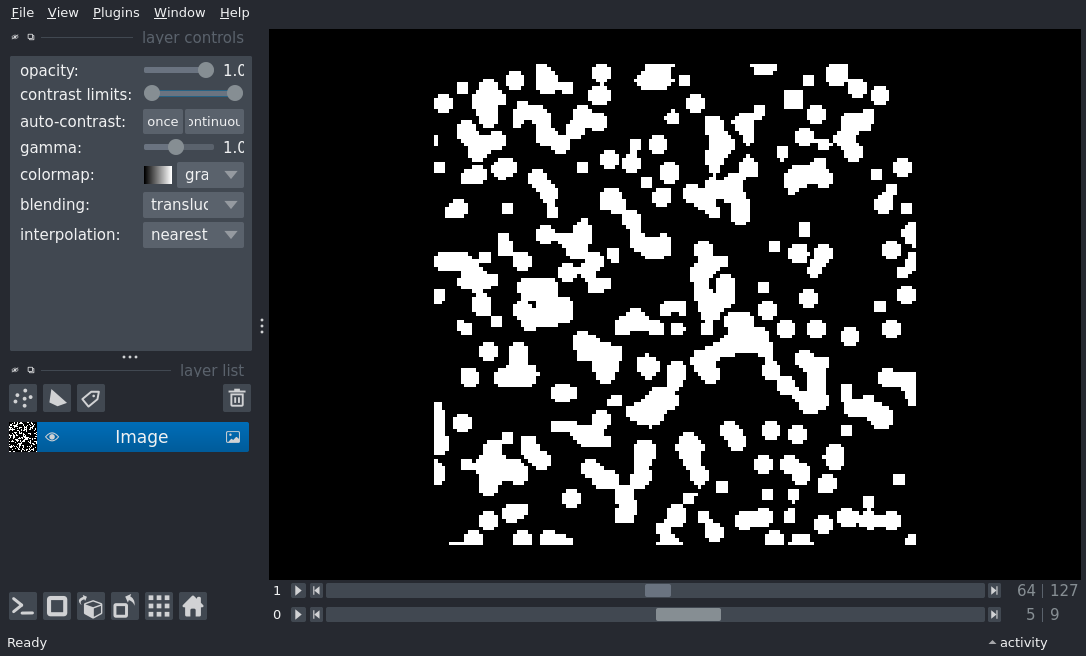 File View Plugins Window Help
layer controls
opacity: 1.0
contrast limits:
auto-contrast: once ontinuou
gamma: 1.0
colormap: gra
blending: transluc
interpolation: nearest
layer list
Image
1 64 | 127
0 5 | 9
Ready activity